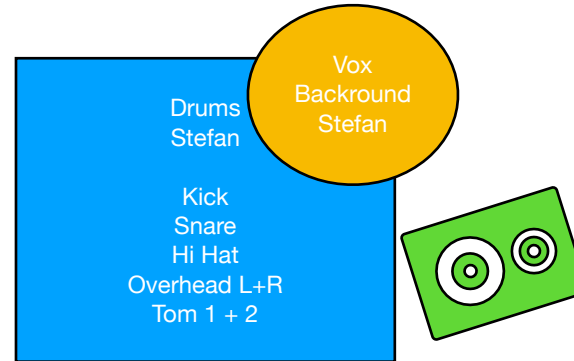 Drums
Stefan
Kick
Snare
Hi Hat
Overhead L+R
Tom 1 + 2
Vox
Backround
Stefan